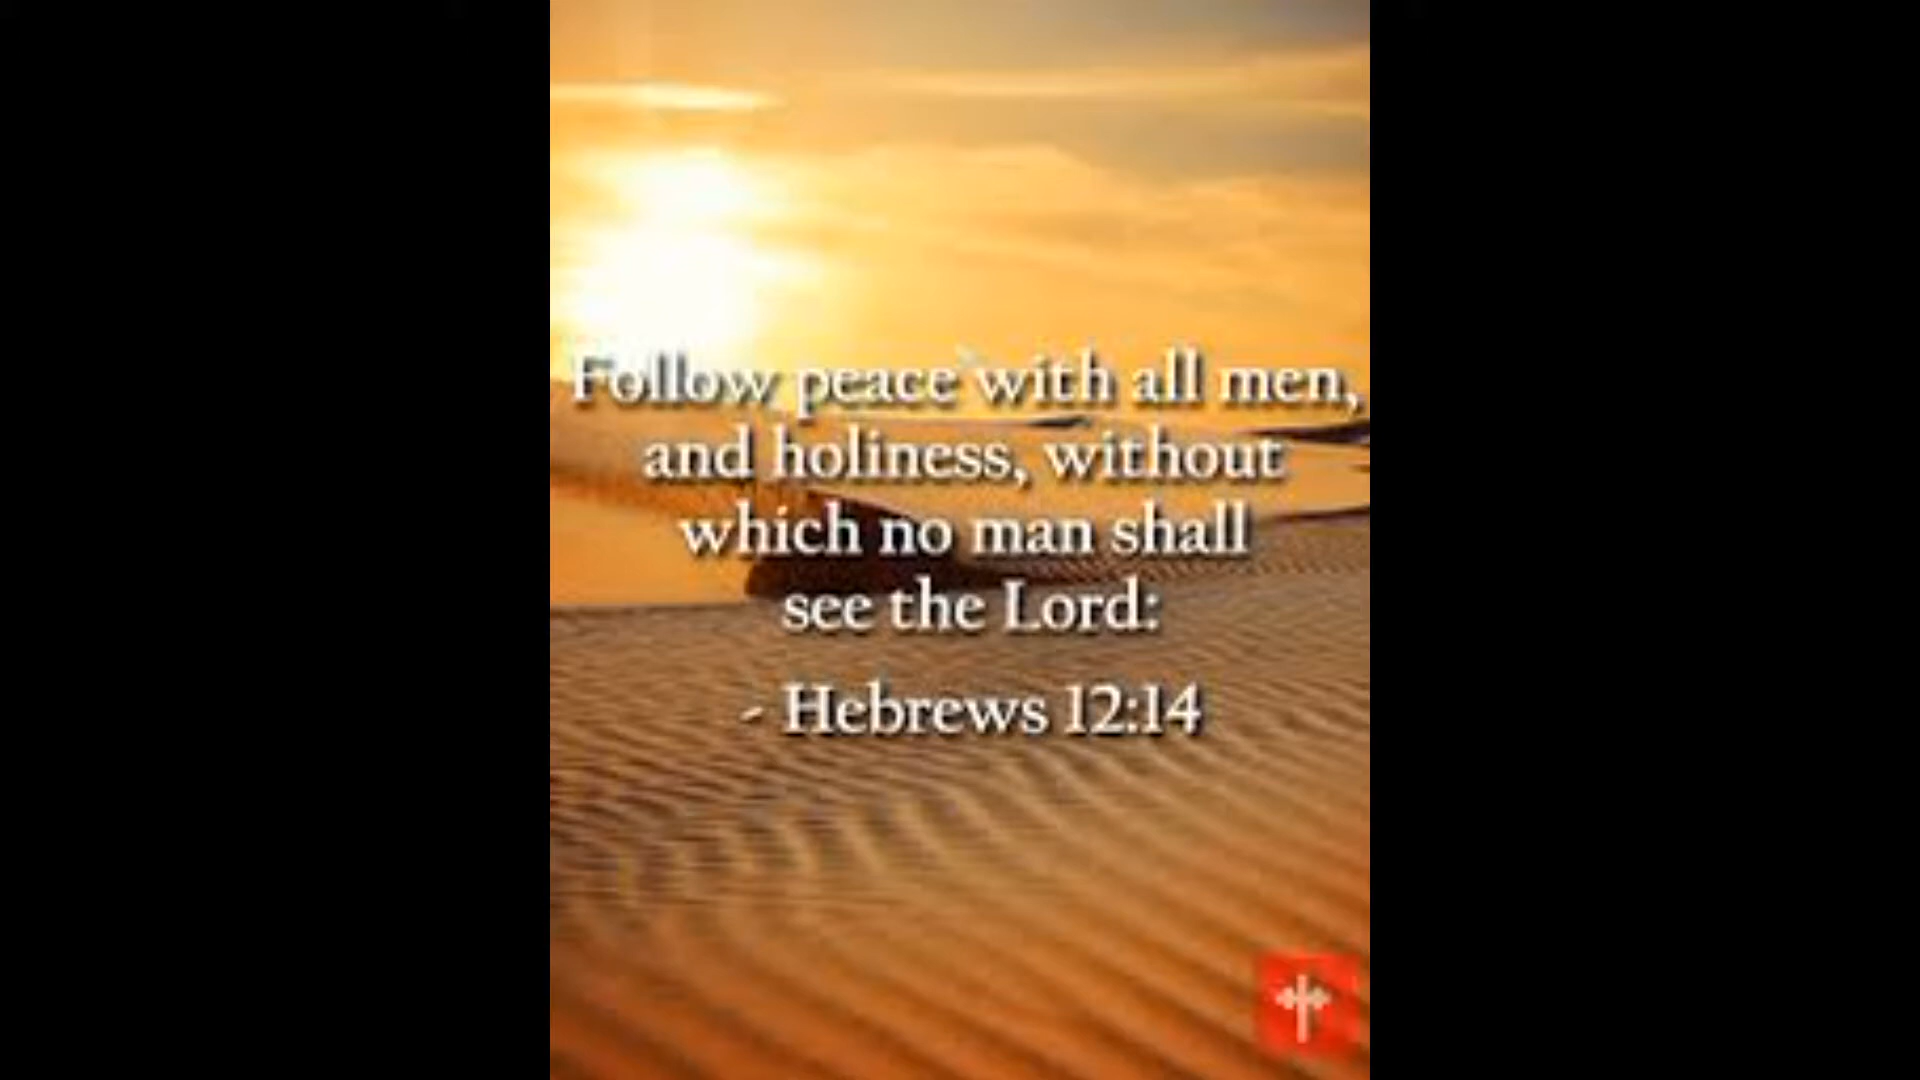 Follow peace with all men,
and holiness, without
which no man shall
see the Lord:
- Hebrews 12:14